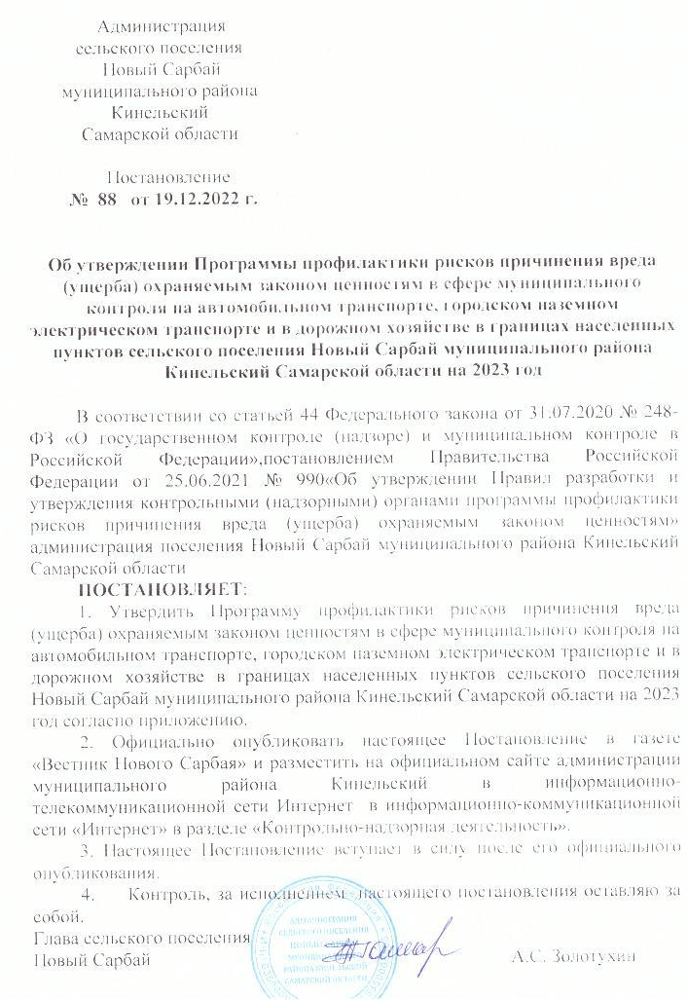 Администрация
сельского поселения
Новый Сарбай
муниципального района
Кинельский
Самарской области
Постановление
№ 88 от 19.12.2022 г.
Об утверждении Программы профилактики рисков причинения вреда
(ущерба) охраняемым законом ценностям в сфере муниципального
контроля на автомобильном транспорте, городском наземном
электрическом транспорте и в дорожном хозяйстве в границах населенных
пунктов сельского поселения Новый Сарбай муниципального района
Кинельский Самарской области на 2023 год
В соответствии со статьей 44 Федерального закона от 31.07.2020 № 248-
ФЗ «О государственном контроле (надзоре) и муниципальном контроле в
Российской Федерации»,постановлением Правительства Российской
Федерации от 25.06.2021 № 990«Об утверждении Правил разработки и
утверждения контрольными (надзорными) органами программы профилактики
рисков причинения вреда (ущерба) охраняемым законом ценностям»
администрация поселения Новый Сарбай муниципального района Кинельский
Самарской области
ПОСТАНОВЛЯЕТ:
1. Утвердить Программу профилактики рисков причинения вреда
(ущерба) охраняемым законом ценностям в сфере муниципального контроля на
автомобильном транспорте, городском наземном электрическом транспорте и в
дорожном хозяйстве в границах населенных пунктов сельского поселения
Новый Сарбай муниципального района Кинельский Самарской области на 2023
год согласно приложению.
2. Официально опубликовать настоящее Постановление в газете
«Вестник Нового Сарбая» и разместить на официальном сайте администрации
муниципального района Кинельский в информационно-
телекоммуникационной сети Интернет в информационно-коммуникационной
сети «Интернет» в разделе «Контрольно-надзорная деятельность».
3. Настоящее Постановление вступает в силу после его официального
опубликования.
4. Контроль, за исполнением настоящего постановления оставляю за
собой.
Глава сельского поселения
Новый Сарбай А.С. Золотухин
АДМИНИСТРАЦИЯ
СЕЛЬСКОГО ПОСЕЛЕНИЯ
НОВЫЙ САРБАЙ
МУНИЦИПАЛЬНОГО
РАЙОНА КИНЕЛЬСКИЙ
САМАРСКОЙ ОБЛАСТИ